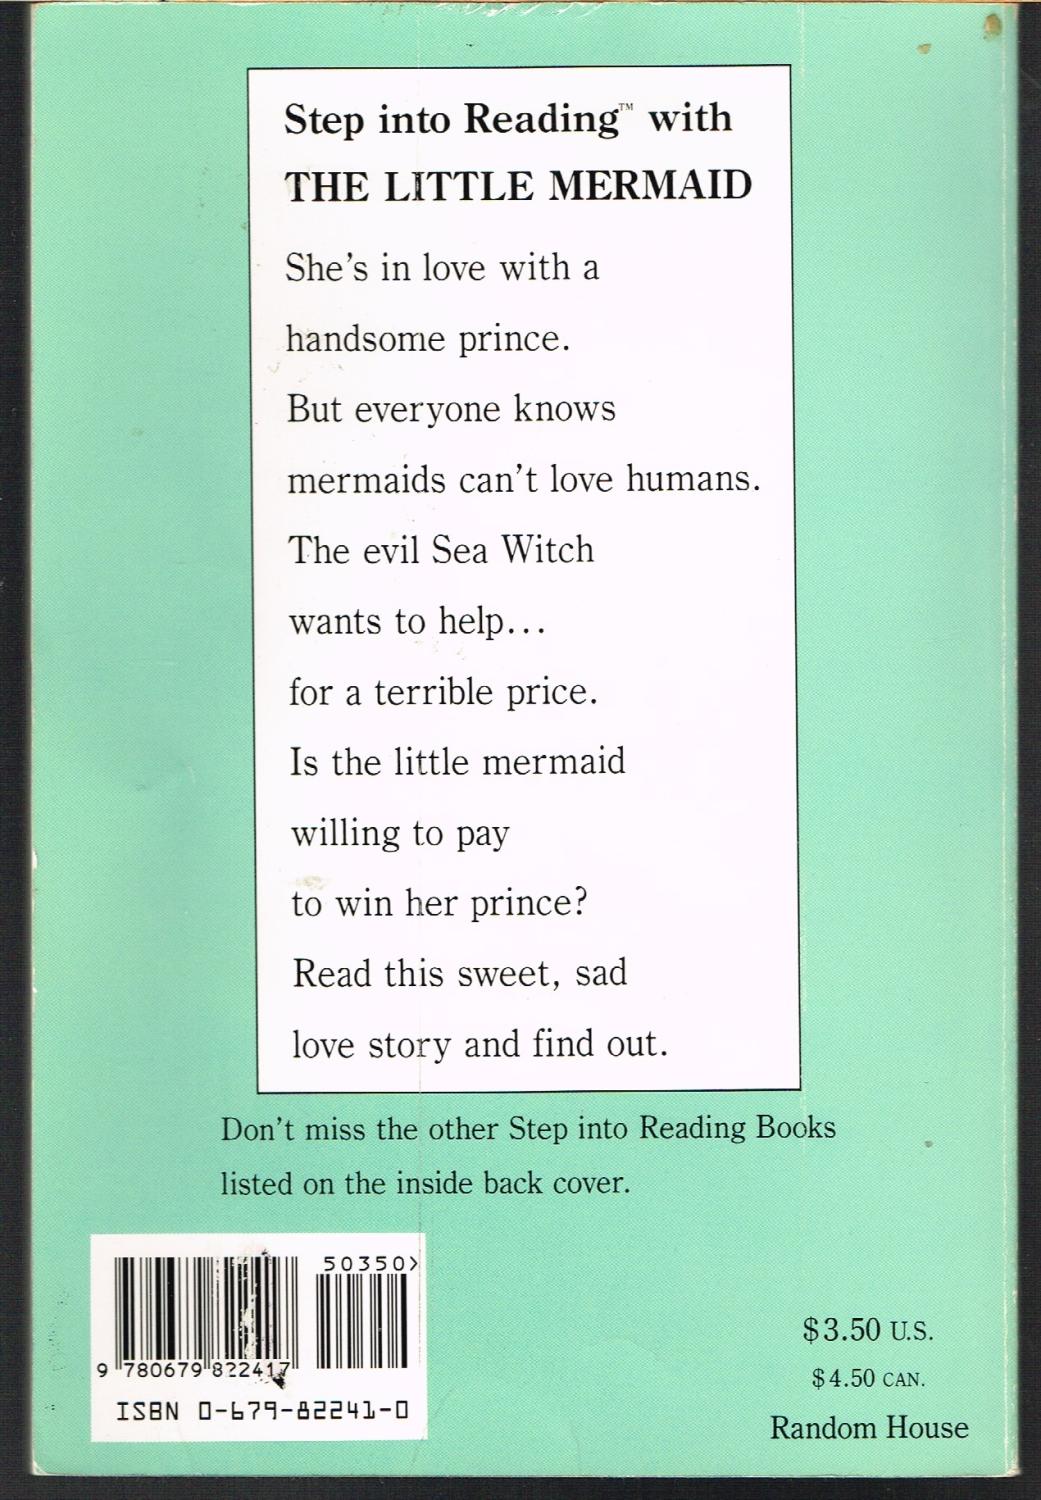 Step into Reading™ with
THE LITTLE MERMAID
She's in love with a
handsome prince.
But everyone knows
mermaids can't love humans.
The evil Sea Witch
wants to help...
for a terrible price.
Is the little mermaid
willing to pay
to win her prince?
Read this sweet, sad
love story and find out.
Don't miss the other Step into Reading Books
listed on the inside back cover.
50350>
9 780679 822417
ISBN 0-679-82241-0
$3.50 U.S.
$4.50 CAN.
Random House